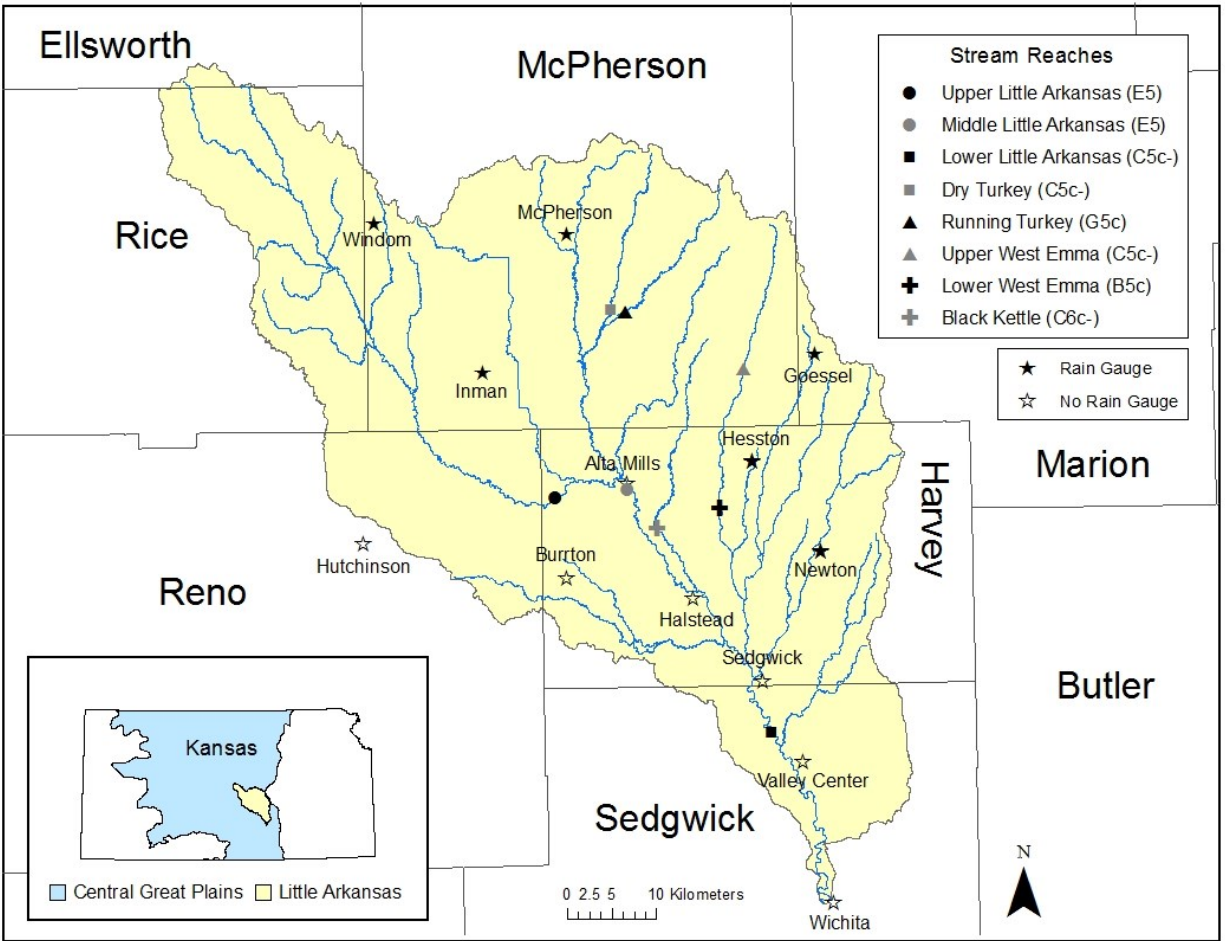 Ellsworth
McPherson
Rice
Stream Reaches
Upper Little Arkansas (E5)
Middle Little Arkansas (E5)
Lower Little Arkansas (C5c-)
Dry Turkey (C5c-)
Running Turkey (G5c)
Upper West Emma (C5c-)
Lower West Emma (B5c)
Black Kettle (C6c-)
Rain Gauge
No Rain Gauge
McPherson
Windom
Inman
Goessel
Hesston
Alta Mills
Marion
Harvey
Hutchinson
Burrton
Newton
Reno
Halstead
Sedgwick
Butler
Valley Center
Sedgwick
Wichita
Kansas
Central Great Plains
Little Arkansas
0 2.5 5 10 Kilometers
N